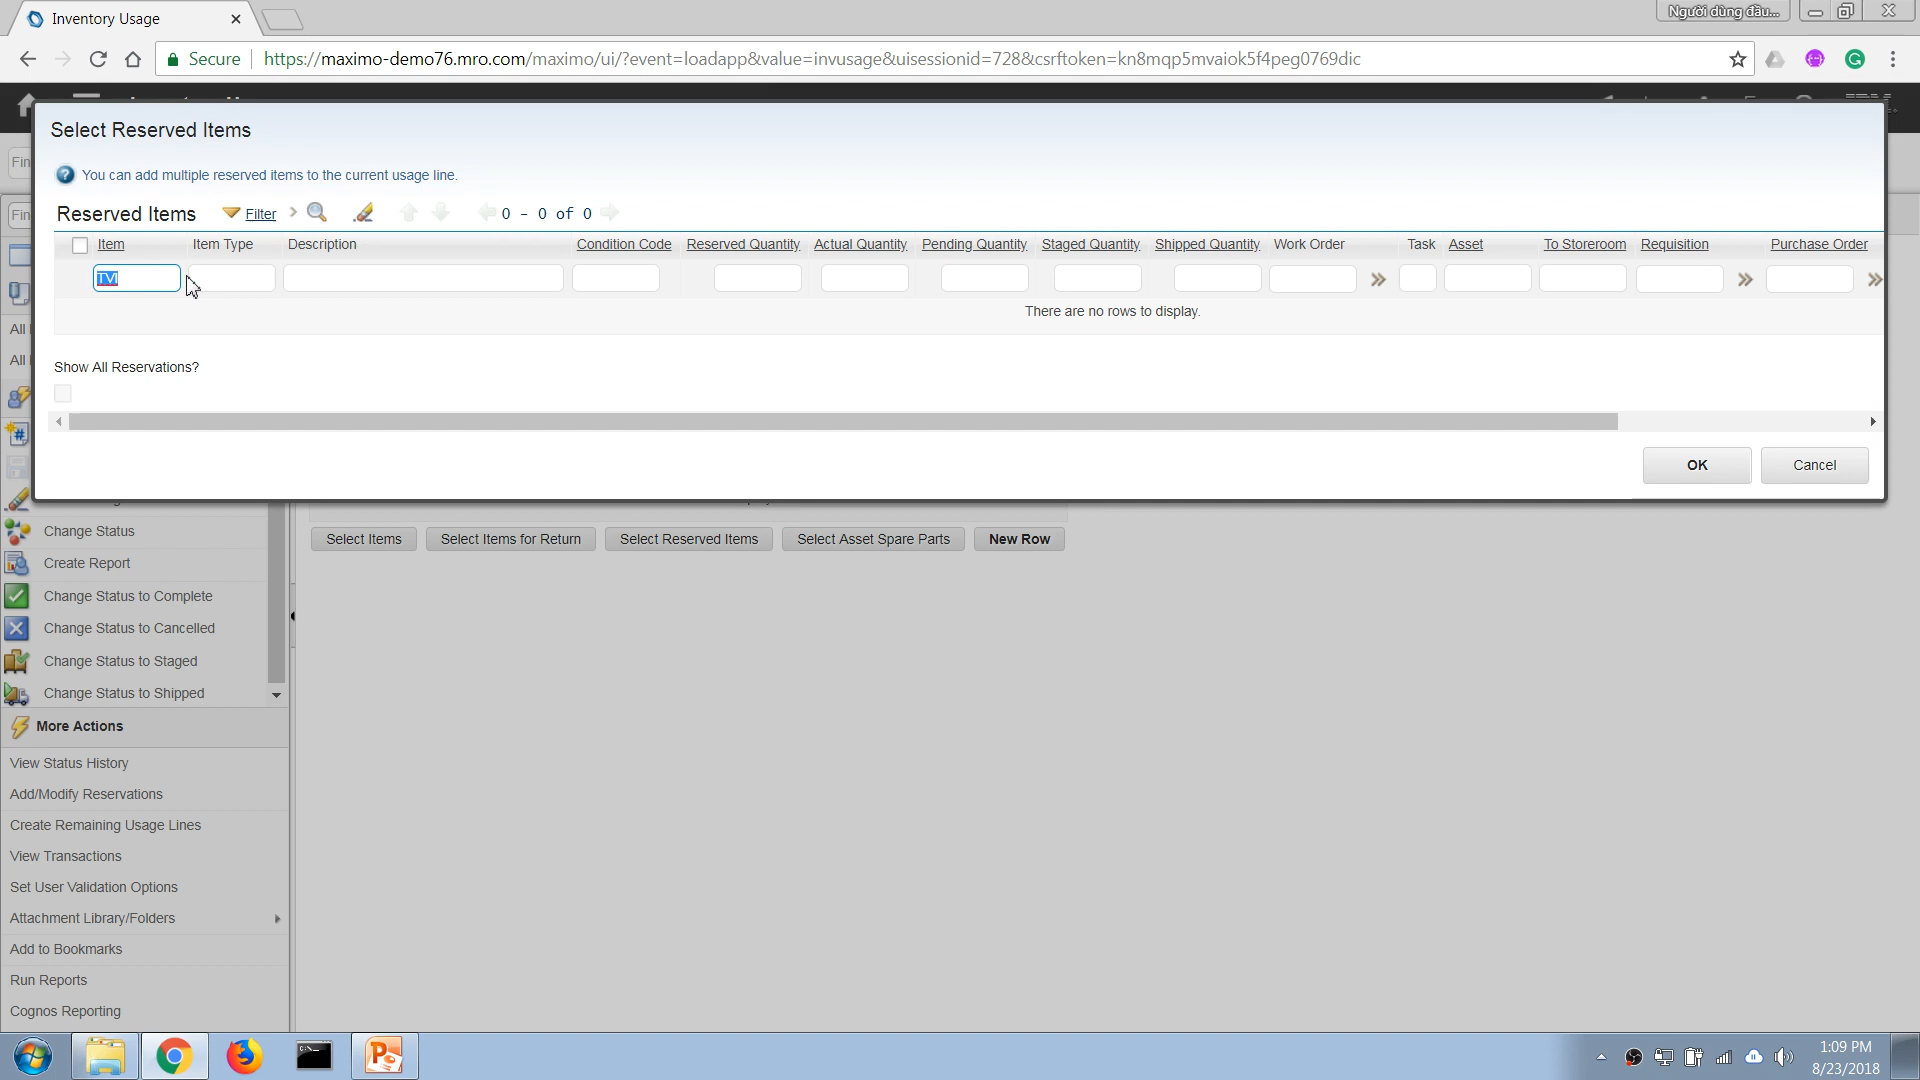 Inventory Usage
Người dùng đầu...
Secure
https://maximo-demo76.mro.com/maximo/ui/?event=loadapp&value=invusage&uisessionid=728&csrftoken=kn8mqp5mvaiok5f4peg0769dic
Select Reserved Items
Fin
You can add multiple reserved items to the current usage line.
Fin
Reserved Items
Filter
0 - 0 of 0
Item
Item Type
Description
Condition Code
Reserved Quantity
Actual Quantity
Pending Quantity
Staged Quantity
Shipped Quantity
Work Order
Task
Asset
To Storeroom
Requisition
Purchase Order
There are no rows to display.
All
All
Show All Reservations?
OK
Cancel
Change Status
Create Report
Change Status to Complete
Change Status to Cancelled
Change Status to Staged
Change Status to Shipped
Select Items
Select Items for Return
Select Reserved Items
Select Asset Spare Parts
New Row
More Actions
View Status History
Add/Modify Reservations
Create Remaining Usage Lines
View Transactions
Set User Validation Options
Attachment Library/Folders
Add to Bookmarks
Run Reports
Cognos Reporting
1:09 PM
8/23/2018